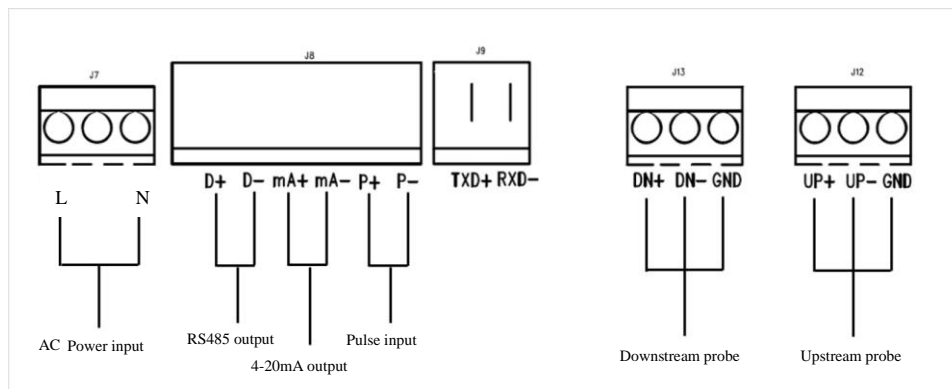 J7
J8
J9
J13
J12
D+ D- mA+ mA- P+ P-
TXD+ RXD-
DN+ DN- GND
UP+ UP- GND
L N
AC Power input
RS485 output
4-20mA output
Pulse input
Downstream probe
Upstream probe